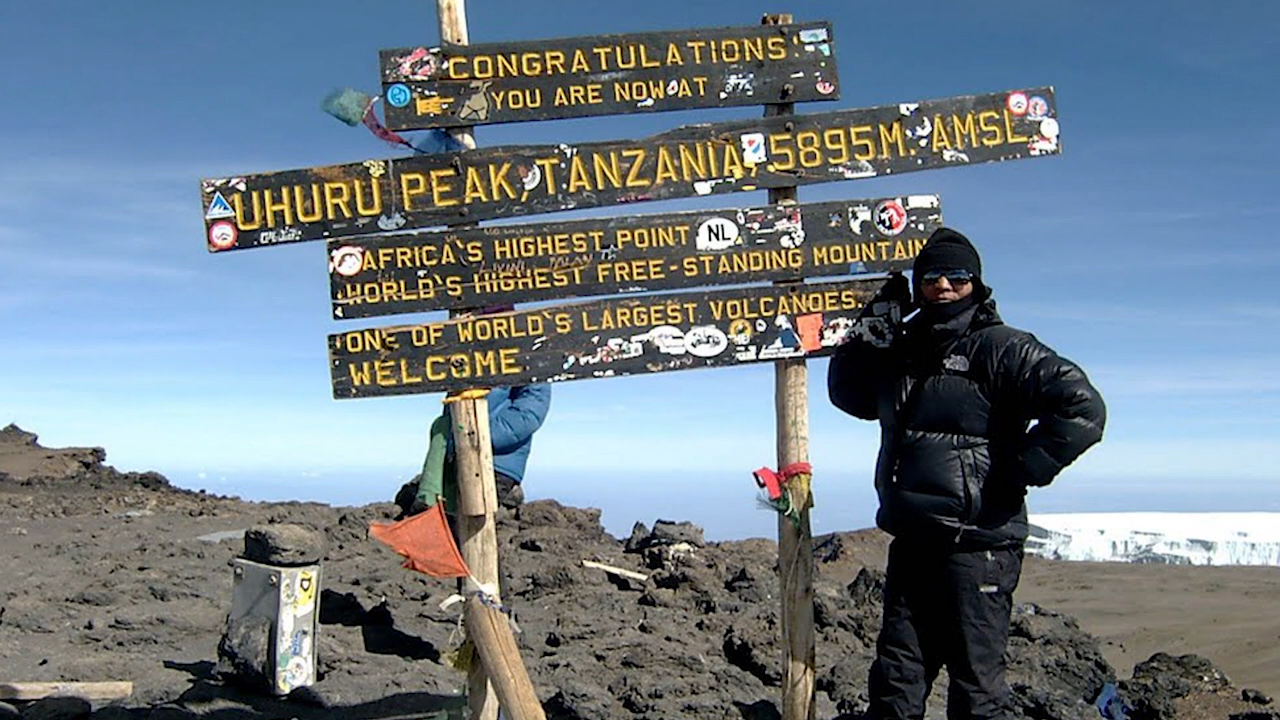 CONGRATULATIONS!
YOU ARE NOW AT
UHURU PEAK, TANZANIA, 5895M. AMSL
AFRICA`S HIGHEST POINT
NL
WORLD`S HIGHEST FREE-STANDING MOUNTAIN
ONE OF WORLD`S LARGEST VOLCANOES.
WELCOME